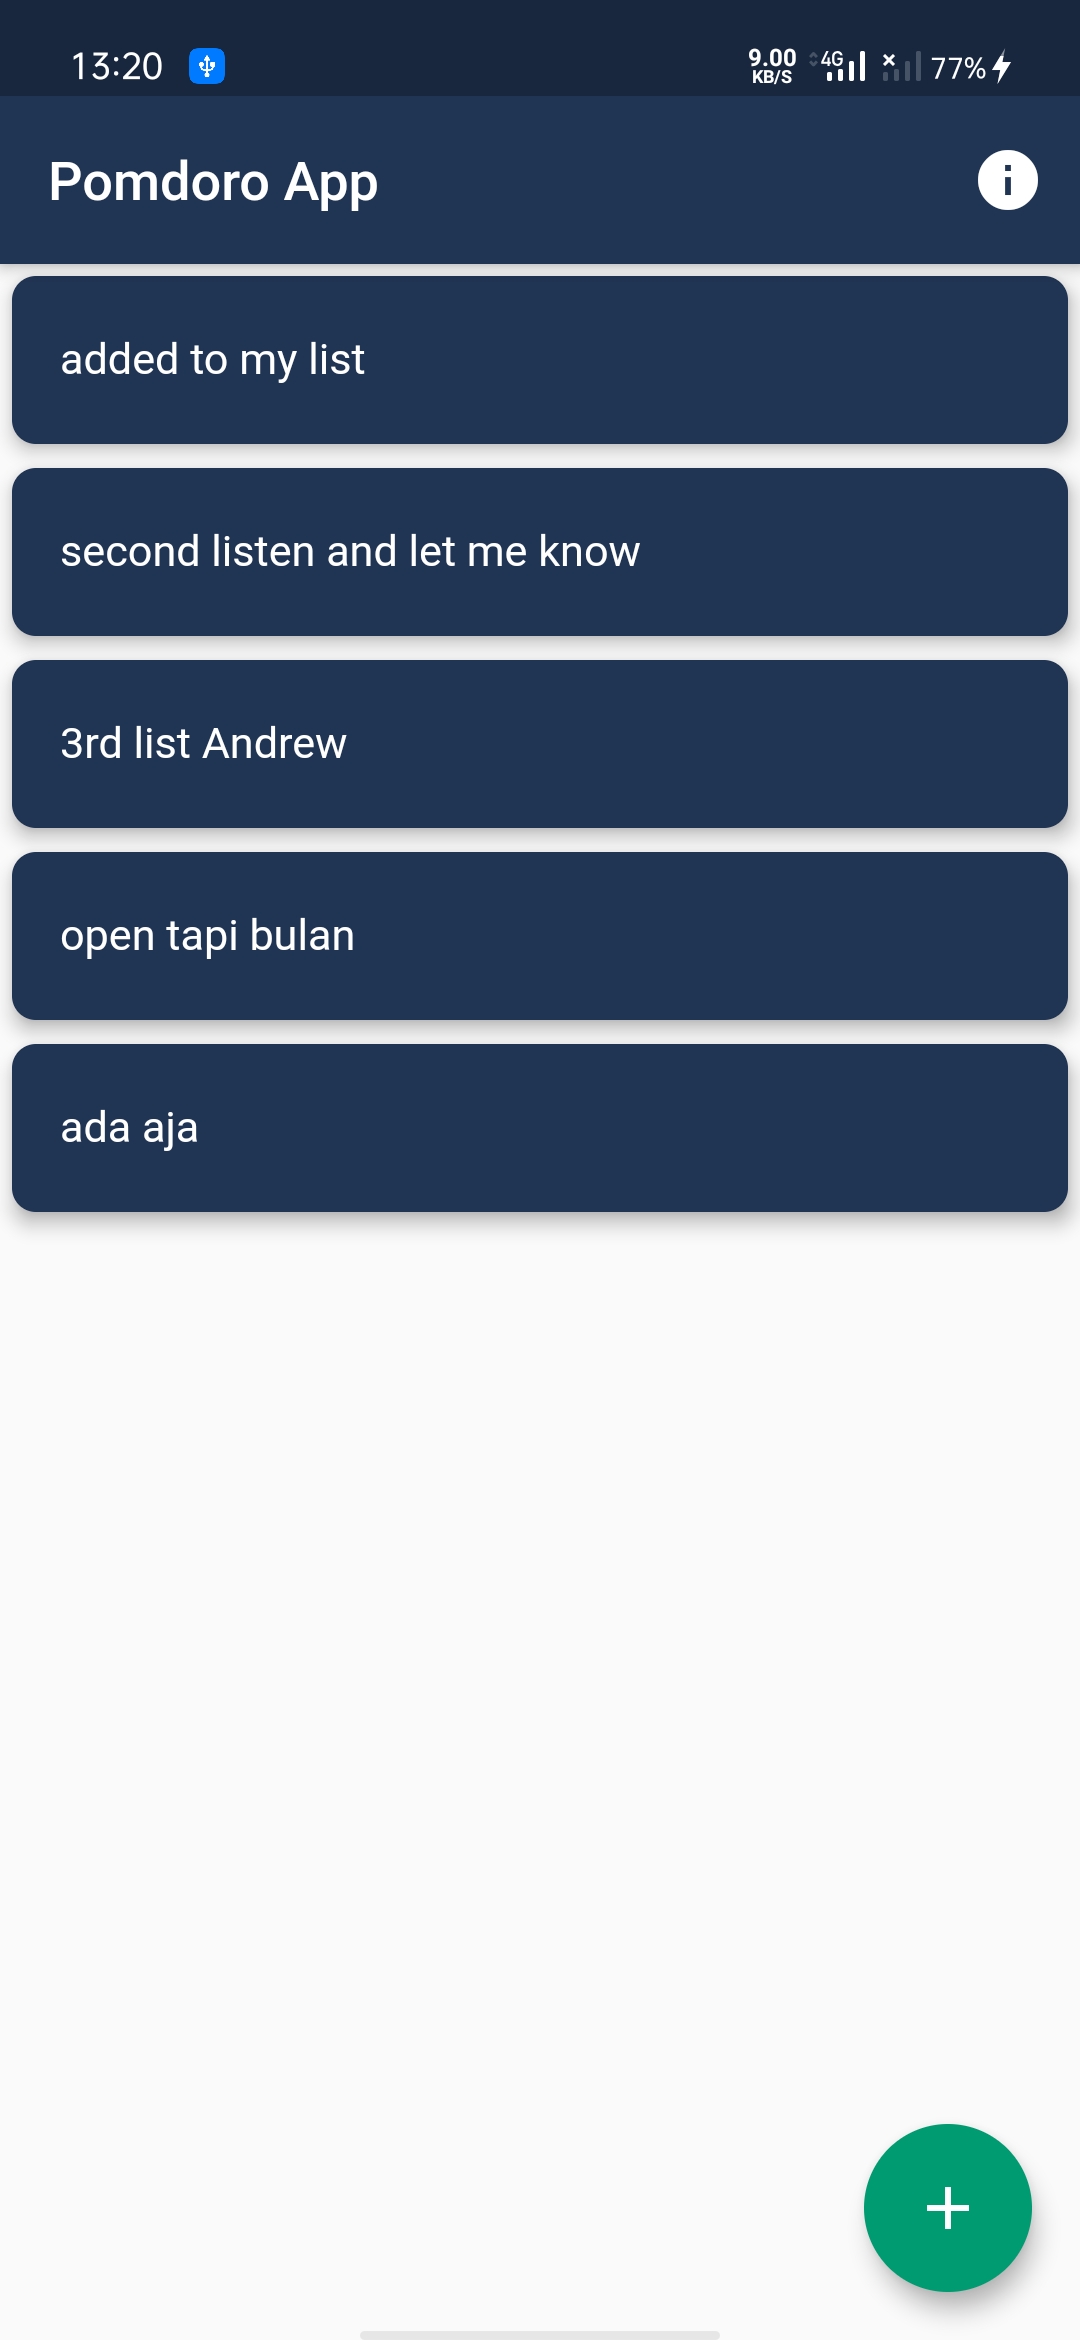 13:20
9.00
KB/S
4G
77%
Pomdoro App
added to my list
second listen and let me know
3rd list Andrew
open tapi bulan
ada aja